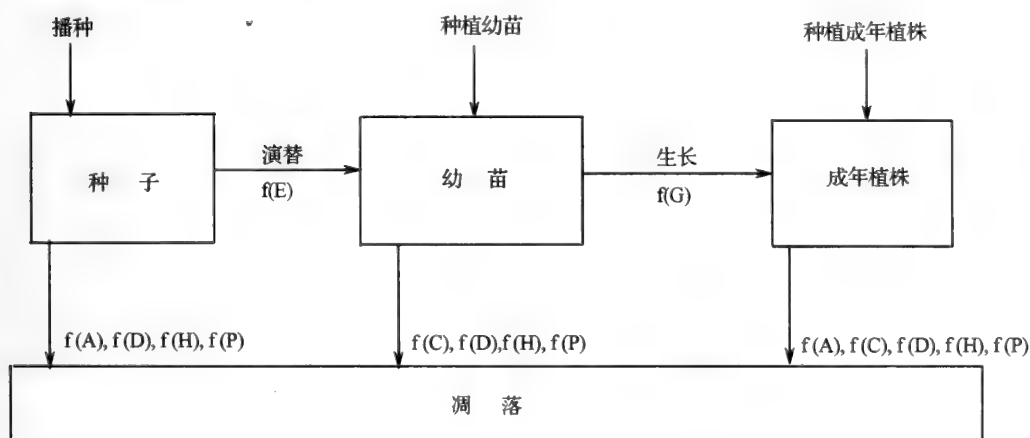 播种
种植幼苗
种植成年植株
种 子
演替
f(E)
幼 苗
生长
f(G)
成年植株
f (A), f (D), f (H), f (P)
f (C), f (D),f (H), f (P)
f (A), f (C), f (D), f (H), f (P)
凋 落